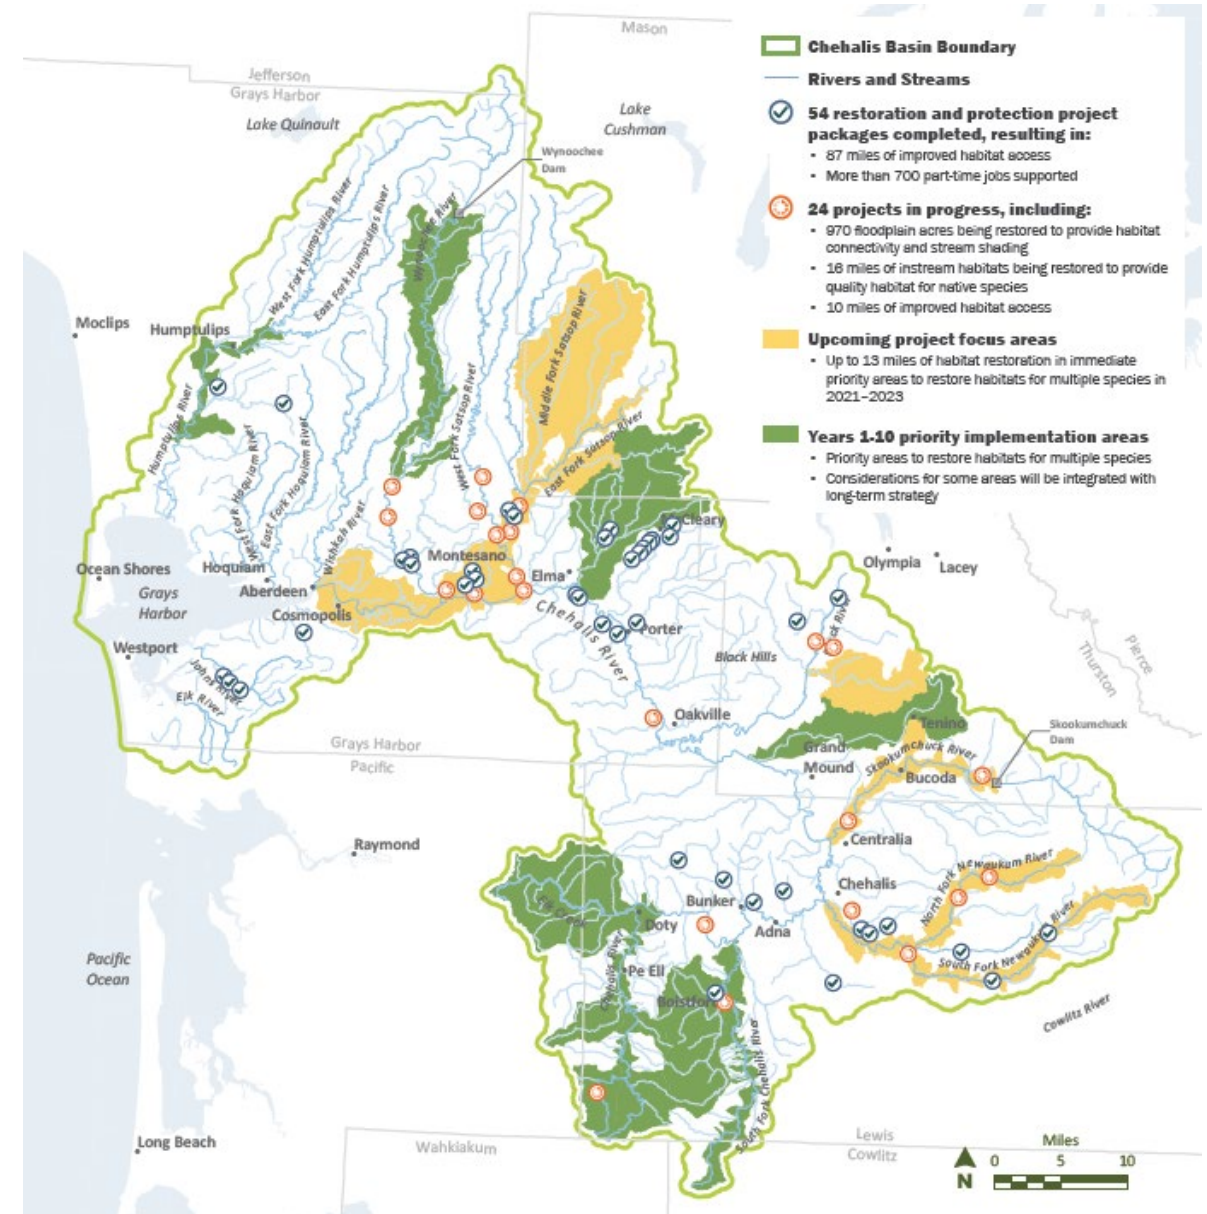 Mason
Jefferson
Grays Harbor
Lake Quinault
Lake
Cushman
Wynoochee
Dam
Chehalis Basin Boundary
Rivers and Streams
54 restoration and protection project
packages completed, resulting in:
▪ 87 miles of improved habitat access
▪ More than 700 part-time jobs supported
24 projects in progress, including:
▪ 970 floodplain acres being restored to provide habitat
connectivity and stream shading
▪ 16 miles of instream habitats being restored to provide
quality habitat for native species
▪ 10 miles of improved habitat access
Upcoming project focus areas
▪ Up to 13 miles of habitat restoration in immediate
priority areas to restore habitats for multiple species in
2021–2023
Years 1-10 priority implementation areas
▪ Priority areas to restore habitats for multiple species
▪ Considerations for some areas will be integrated with
long-term strategy
West Fork Humptulips River
East Fork Humptulips River
Wynoochee River
Moclips
Humptulips
Humptulips River
West Fork Hoquiam River
East Fork Hoquiam River
Wishkah River
West Fork Satsop River
Middle Fork Satsop River
East Fork Satsop River
McCleary
Ocean Shores
Grays
Harbor
Hoquiam
Aberdeen
Cosmopolis
Montesano
Elma
Olympia
Lacey
Westport
Johns River
Elk River
Chehalis River
Porter
Black Hills
Pierce
Thurston
Oakville
Grays Harbor
Pacific
Tenino
Grand
Mound
Skookumchuck River
Bucoda
Skookumchuck
Dam
Raymond
Centralia
Chehalis
North Fork Newaukum River
South Fork Newaukum River
Bunker
Adna
Elk Creek
Doty
Pe Ell
Chehalis River
Boistfort
South Fork Chehalis River
Cowlitz River
Pacific
Ocean
Long Beach
Wahkiakum
Lewis
Cowlitz
N
Miles
0 5 10